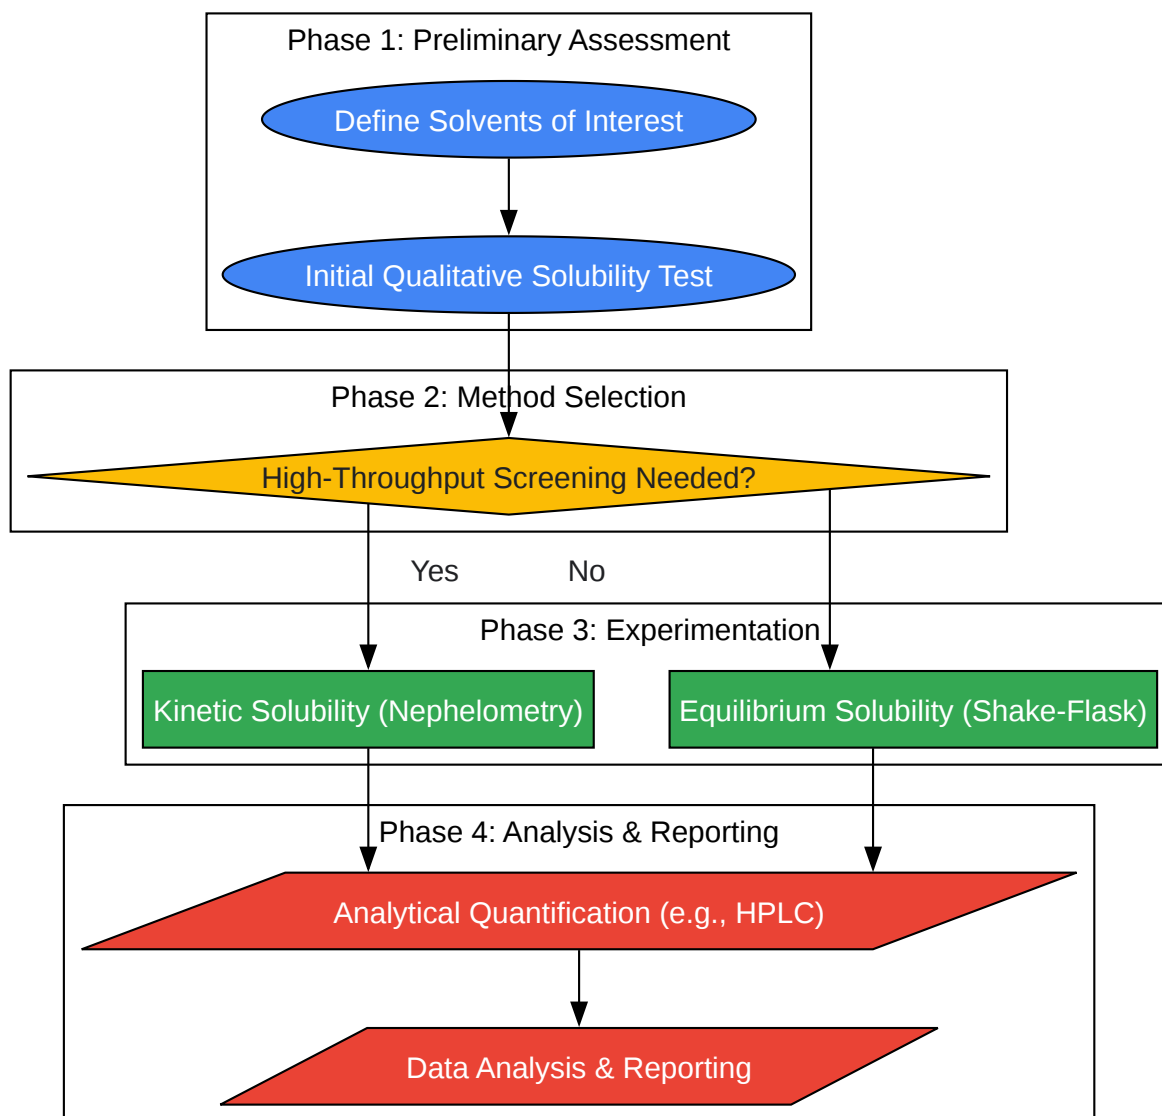 Phase 1: Preliminary Assessment
Define Solvents of Interest
Initial Qualitative Solubility Test
Phase 2: Method Selection
High-Throughput Screening Needed?
Yes
No
Phase 3: Experimentation
Kinetic Solubility (Nephelometry)
Equilibrium Solubility (Shake-Flask)
Phase 4: Analysis & Reporting
Analytical Quantification (e.g., HPLC)
Data Analysis & Reporting